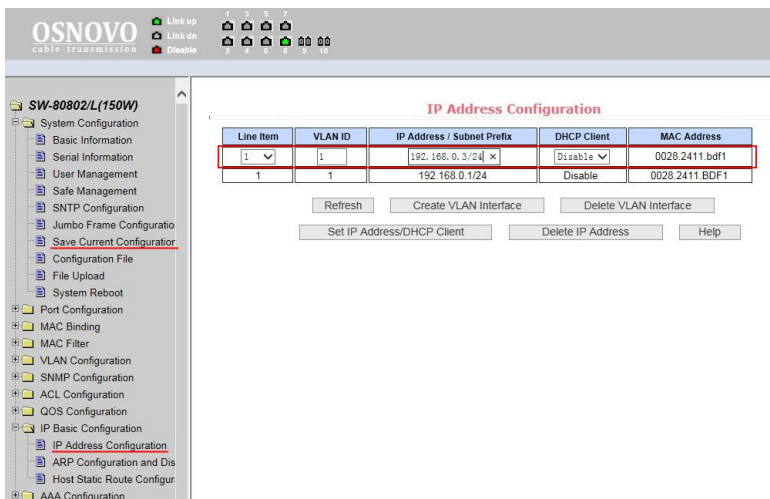 OSNOVO
cable transmission
Link up
Link dn
Disable
1 3 5 7
2 4 6 8 9 10
SW-80802/L(150W)
System Configuration
Basic Information
Serial Information
User Management
Safe Management
SNTP Configuration
Jumbo Frame Configuratio
Save Current Configuration
Configuration File
File Upload
System Reboot
Port Configuration
MAC Binding
MAC Filter
VLAN Configuration
SNMP Configuration
ACL Configuration
QOS Configuration
IP Basic Configuration
IP Address Configuration
ARP Configuration and Dis
Host Static Route Configur
AAA Configuration
IP Address Configuration
Line Item VLAN ID IP Address / Subnet Prefix DHCP Client MAC Address
1 1 192.168.0.3/24 × Disable 0028.2411.bdf1
1 1 192.168.0.1/24 Disable 0028.2411.BDF1
Refresh Create VLAN Interface Delete VLAN Interface
Set IP Address/DHCP Client Delete IP Address Help